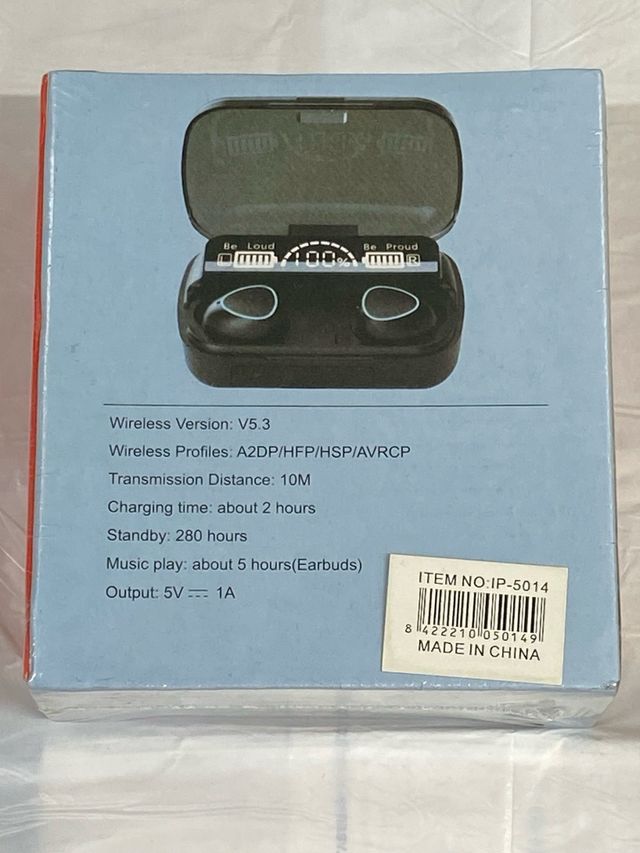 Be Loud Be Proud
L 100% R
Wireless Version: V5.3
Wireless Profiles: A2DP/HFP/HSP/AVRCP
Transmission Distance: 10M
Charging time: about 2 hours
Standby: 280 hours
Music play: about 5 hours(Earbuds)
Output: 5V ⎓ 1A
ITEM NO:IP-5014
8 422210 050149
MADE IN CHINA